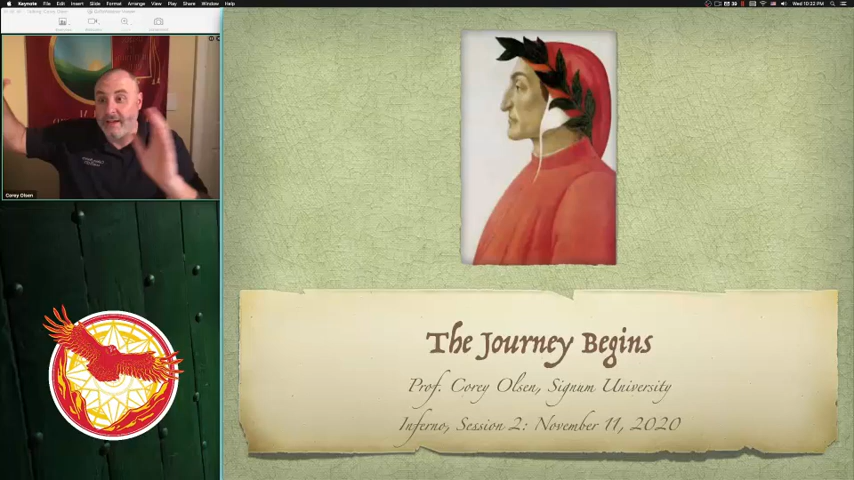 Keynote File Edit Insert Slide Format Arrange View Play Share Window Help
Wed 10:22 PM
Corey Olsen
The Journey Begins
Prof. Corey Olsen, Signum University
Inferno, Session 2: November 11, 2020